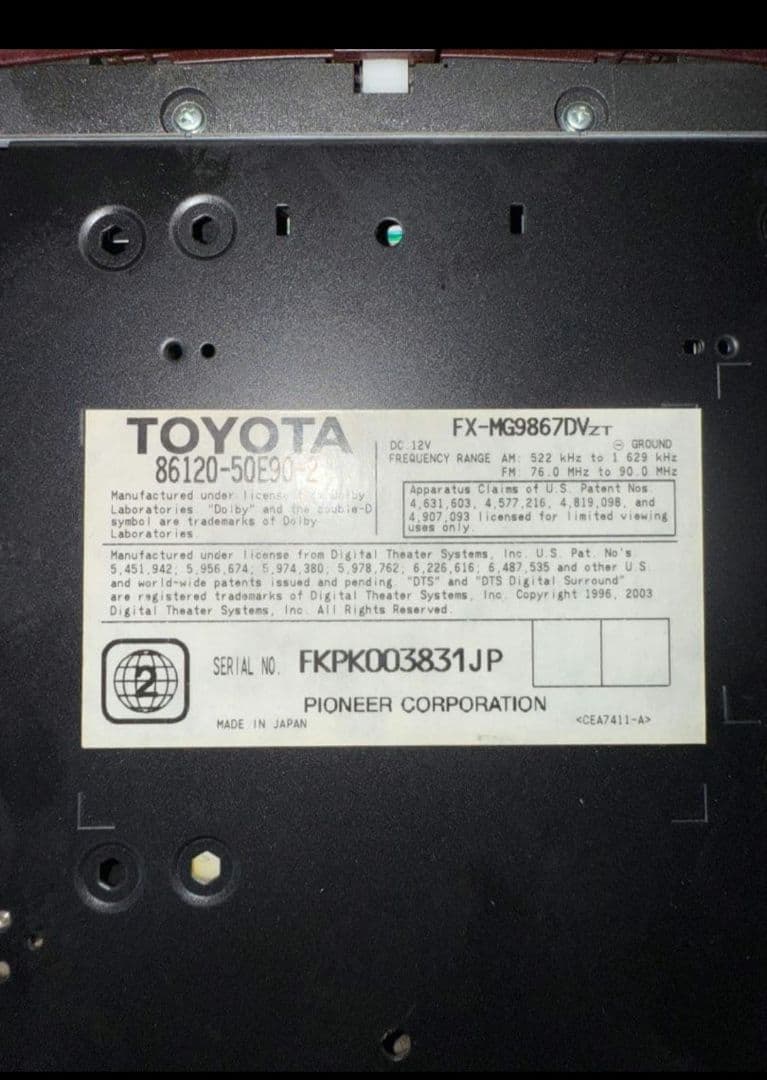 TOYOTA
86120-50E90-2
FX-MG9867DVZT
DC 12V ⊖ GROUND
FREQUENCY RANGE AM: 522 kHz to 1 629 kHz
FM: 76.0 MHz to 90.0 MHz
Manufactured under license Dolby
Laboratories. "Dolby" and the double-D
symbol are trademarks of Dolby
Laboratories
Apparatus Claims of U.S. Patent Nos.
4,631,603, 4,577,216, 4,819,098, and
4,907,093 licensed for limited viewing
uses only.
Manufactured under license from Digital Theater Systems, Inc. U.S. Pat. No's
5,451,942; 5,956,674; 5,974,380; 5,978,762; 6,226,616; 6,487,535 and other U.S.
and world-wide patents issued and pending. "DTS" and "DTS Digital Surround"
are registered trademarks of Digital Theater Systems, Inc. Copyright 1996, 2003
Digital Theater Systems, Inc. All Rights Reserved.
2
SERIAL NO. FKPK003831JP
PIONEER CORPORATION
MADE IN JAPAN
<CEA7411-A>